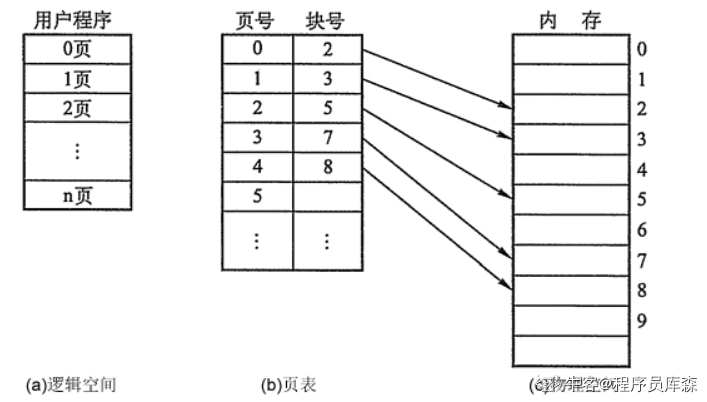 用户程序
0页
1页
2页
⋮
n页
(a)逻辑空间
页号 块号
0 2
1 3
2 5
3 7
4 8
5
⋮ ⋮
(b)页表
内 存
0
1
2
3
4
5
6
7
8
9
(c)物理空间
@程序员库森